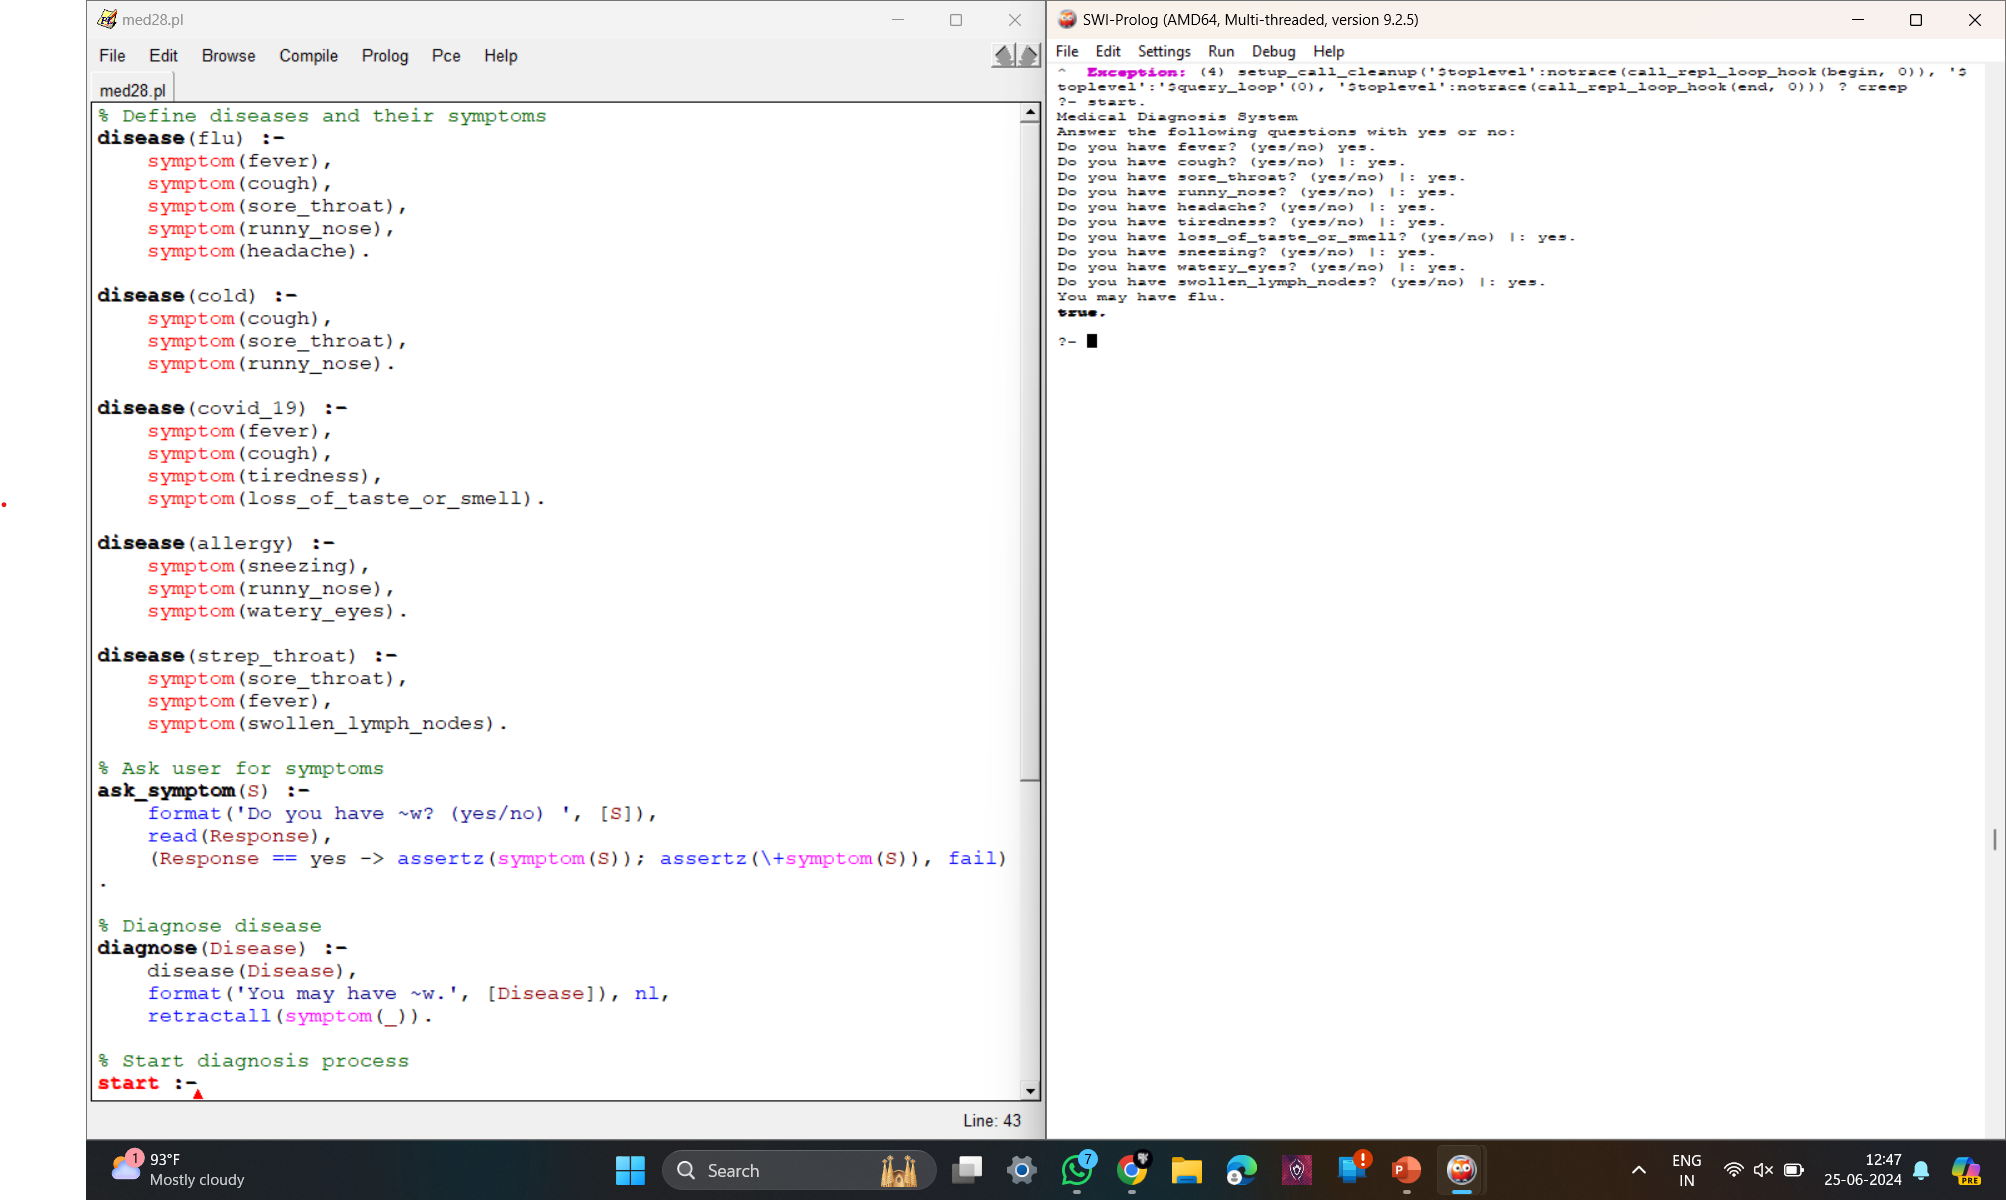 med28.pl
File Edit Browse Compile Prolog Pce Help
med28.pl
% Define diseases and their symptoms
disease(flu) :-
    symptom(fever),
    symptom(cough),
    symptom(sore_throat),
    symptom(runny_nose),
    symptom(headache).
disease(cold) :-
    symptom(cough),
    symptom(sore_throat),
    symptom(runny_nose).
disease(covid_19) :-
    symptom(fever),
    symptom(cough),
    symptom(tiredness),
    symptom(loss_of_taste_or_smell).
disease(allergy) :-
    symptom(sneezing),
    symptom(runny_nose),
    symptom(watery_eyes).
disease(strep_throat) :-
    symptom(sore_throat),
    symptom(fever),
    symptom(swollen_lymph_nodes).
% Ask user for symptoms
ask_symptom(S) :-
    format('Do you have ~w? (yes/no) ', [S]),
    read(Response),
    (Response == yes -> assertz(symptom(S)); assertz(\+symptom(S)), fail)
.
% Diagnose disease
diagnose(Disease) :-
    disease(Disease),
    format('You may have ~w.', [Disease]), nl,
    retractall(symptom(_)).
% Start diagnosis process
start :-
Line: 43
SWI-Prolog (AMD64, Multi-threaded, version 9.2.5)
File Edit Settings Run Debug Help
^  Exception: (4) setup_call_cleanup('$toplevel':notrace(call_repl_loop_hook(begin, 0)), '$
toplevel':'$query_loop'(0), '$toplevel':notrace(call_repl_loop_hook(end, 0))) ? creep
?- start.
Medical Diagnosis System
Answer the following questions with yes or no:
Do you have fever? (yes/no) yes.
Do you have cough? (yes/no) |: yes.
Do you have sore_throat? (yes/no) |: yes.
Do you have runny_nose? (yes/no) |: yes.
Do you have headache? (yes/no) |: yes.
Do you have tiredness? (yes/no) |: yes.
Do you have loss_of_taste_or_smell? (yes/no) |: yes.
Do you have sneezing? (yes/no) |: yes.
Do you have watery_eyes? (yes/no) |: yes.
Do you have swollen_lymph_nodes? (yes/no) |: yes.
You may have flu.
true.
?-
1
93°F
Mostly cloudy
Search
7
ENG
IN
12:47
25-06-2024
PRE